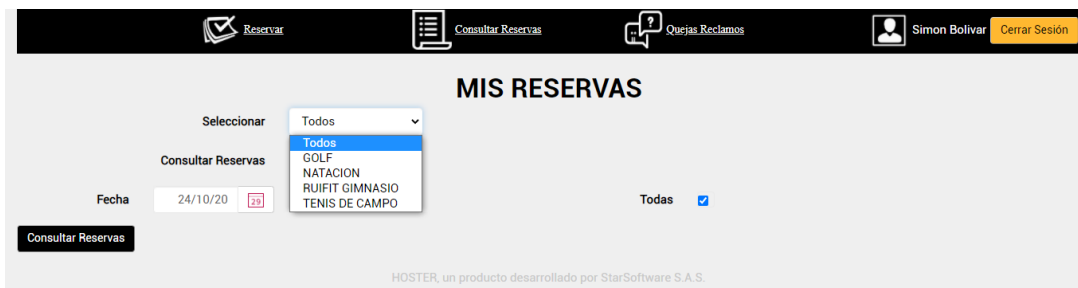 Reservar
Consultar Reservas
Quejas Reclamos
Simon Bolivar
Cerrar Sesión
MIS RESERVAS
Seleccionar
Todos
Todos
GOLF
NATACION
RUIFIT GIMNASIO
TENIS DE CAMPO
Consultar Reservas
Fecha
24/10/20
29
Todas
Consultar Reservas
HOSTER, un producto desarrollado por StarSoftware S.A.S.